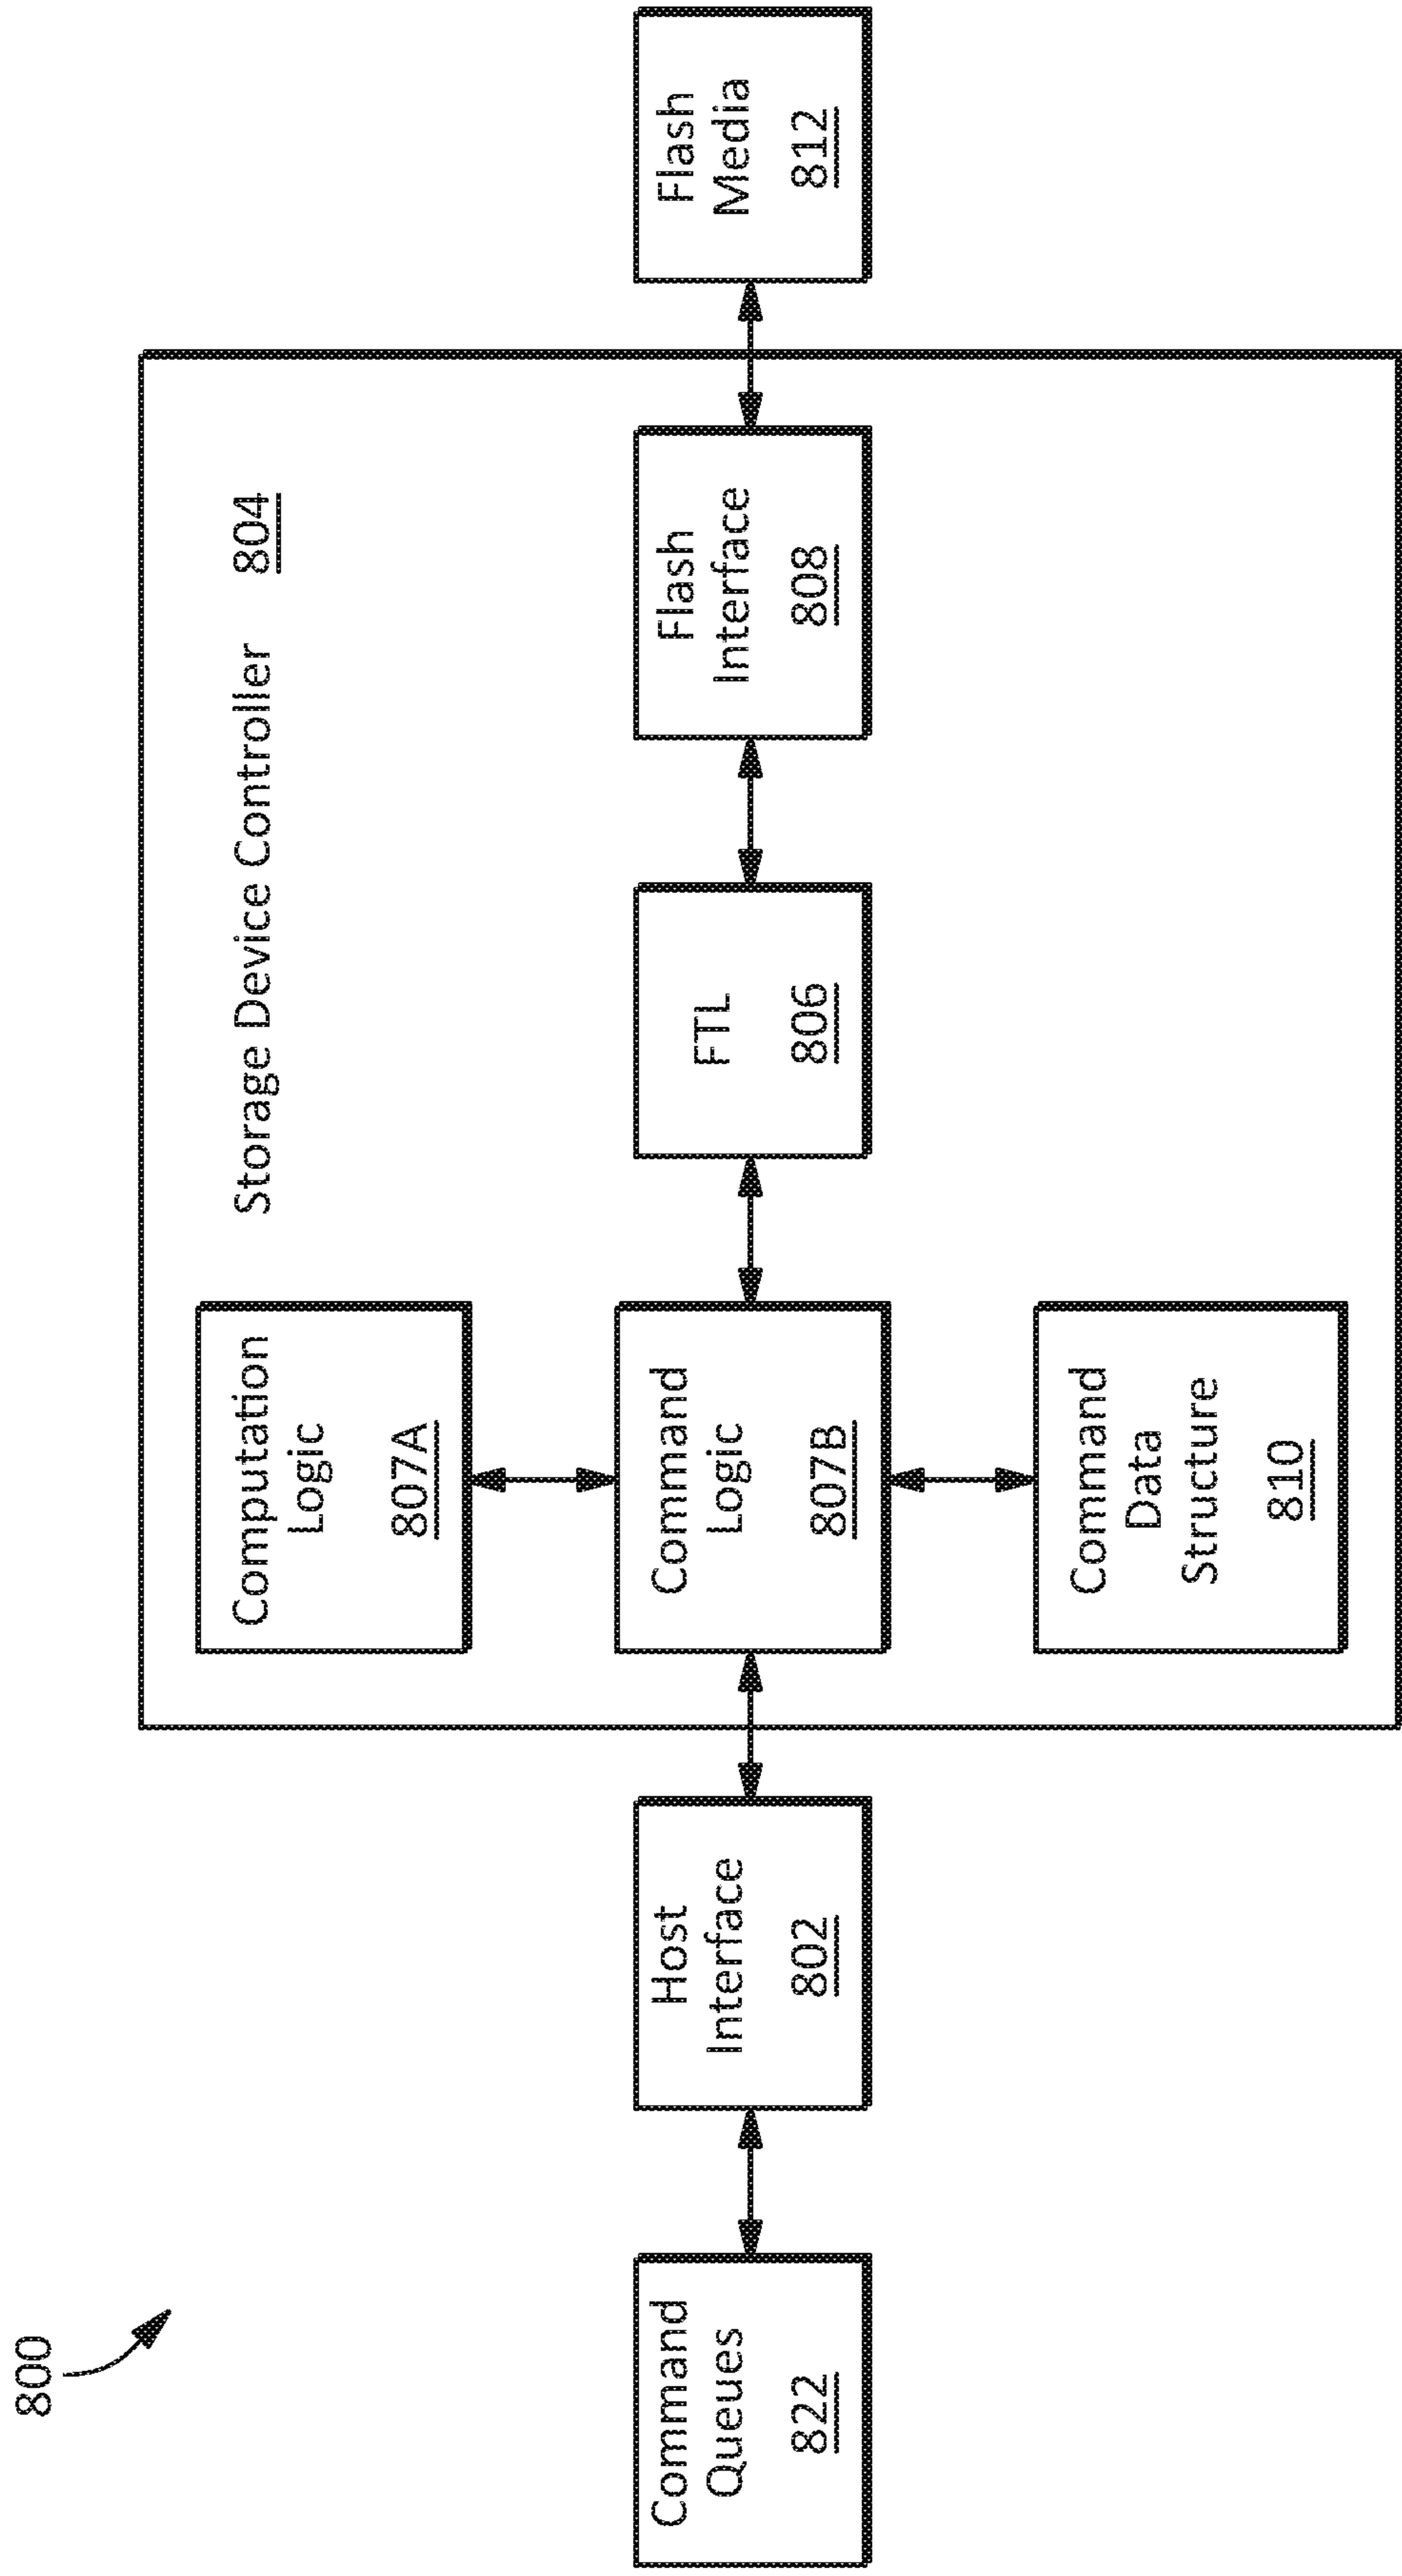 800
Storage Device Controller 804
Command
Queues
822
Host
Interface
802
Computation
Logic
807A
Command
Logic
807B
Command
Data
Structure
810
FTL
806
Flash
Interface
808
Flash
Media
812